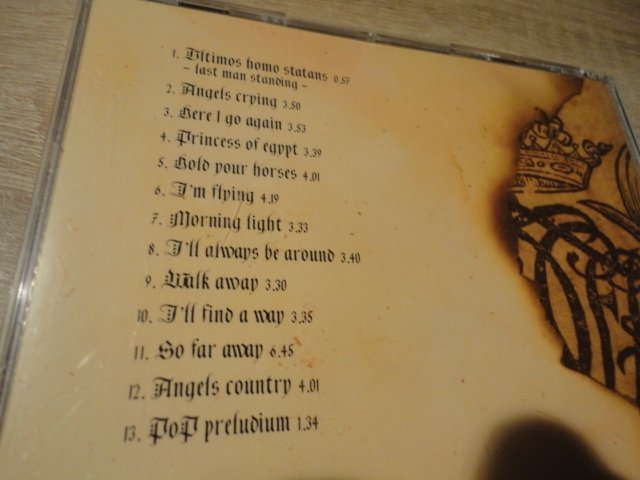 1. Ultimos homo statans 0.57
- last man standing -
2. Angels crying 3.50
3. Here I go again 3.53
4. Princess of egypt 3.39
5. Hold your horses 4.01
6. I'm flying 4.19
7. Morning light 3.33
8. I'll always be around 3.40
9. Walk away 3.30
10. I'll find a way 3.35
11. So far away 6.45
12. Angels country 4.01
13. PoP preludium 1.34